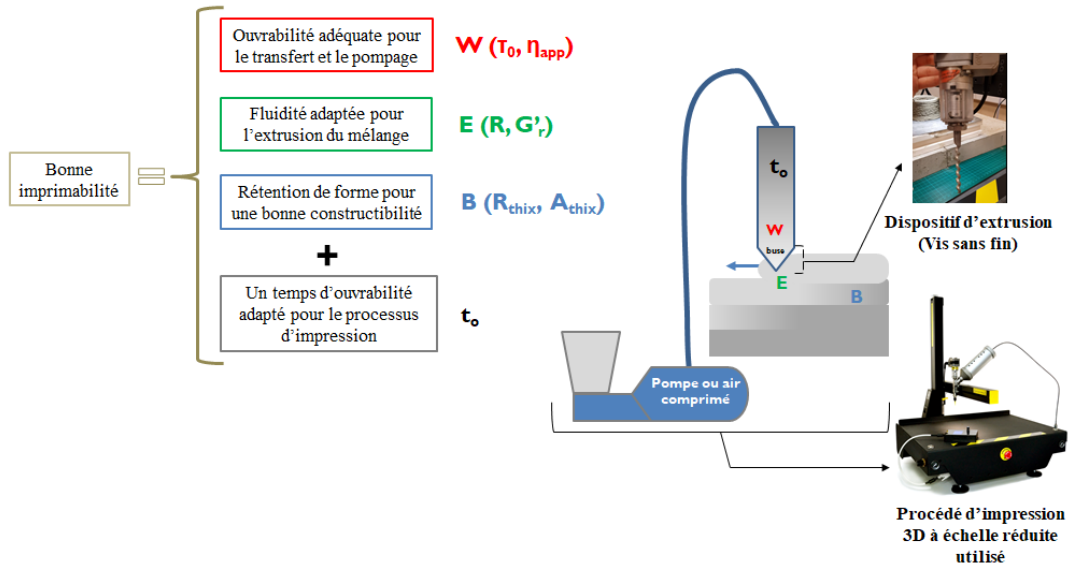 Bonne
imprimabilité
=
Ouvrabilité adéquate pour
le transfert et le pompage
W (τ₀, ηapp)
Fluidité adaptée pour
l'extrusion du mélange
E (R, G'r)
Rétention de forme pour
une bonne constructibilité
B (Rthix, Athix)
+
Un temps d'ouvrabilité
adapté pour le processus
d'impression
to
to
W
buse
E
B
Pompe ou air
comprimé
Dispositif d'extrusion
(Vis sans fin)
Procédé d'impression
3D à échelle réduite
utilisé